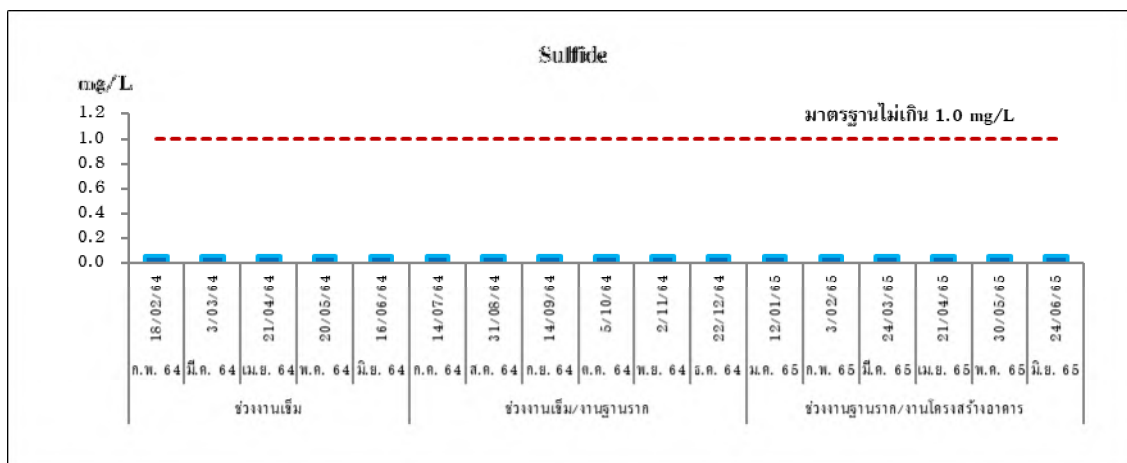 Sulfide
mg/L
มาตรฐานไม่เกิน 1.0 mg/L
1.2
1.0
0.8
0.6
0.4
0.2
0.0
18/02/64 3/03/64 21/04/64 20/05/64 16/06/64 14/07/64 31/08/64 14/09/64 5/10/64 2/11/64 22/12/64 12/01/65 3/02/65 24/03/65 21/04/65 30/05/65 24/06/65
ก.พ. 64 มี.ค. 64 เม.ย. 64 พ.ค. 64 มิ.ย. 64 ก.ค. 64 ส.ค. 64 ก.ย. 64 ต.ค. 64 พ.ย. 64 ธ.ค. 64 ม.ค. 65 ก.พ. 65 มี.ค. 65 เม.ย. 65 พ.ค. 65 มิ.ย. 65
ช่วงงานเข็ม ช่วงงานเข็ม/งานฐานราก ช่วงงานฐานราก/งานโครงสร้างอาคาร